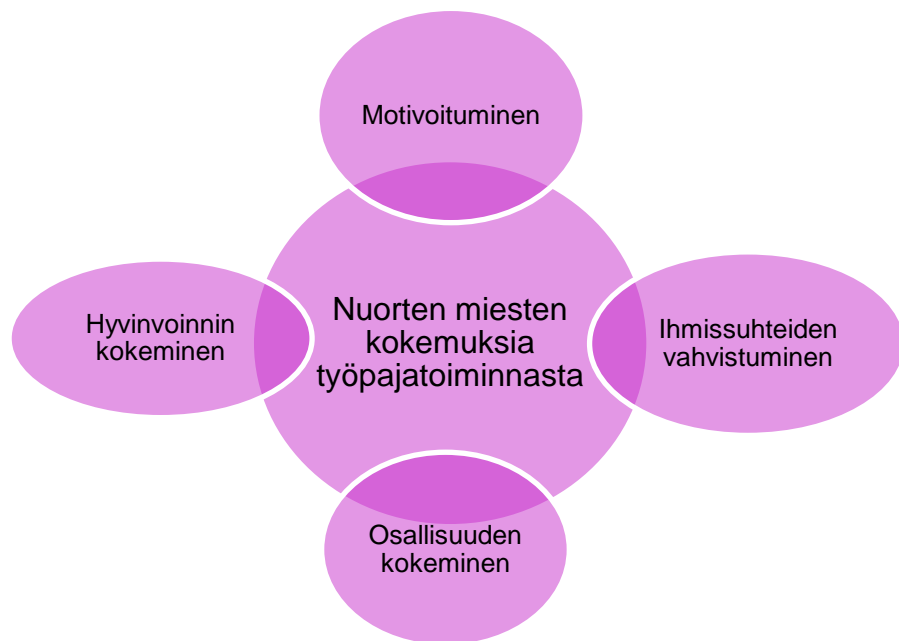 Motivoituminen
Hyvinvoinnin
kokeminen
Nuorten miesten
kokemuksia
työpajatoiminnasta
Ihmissuhteiden
vahvistuminen
Osallisuuden
kokeminen